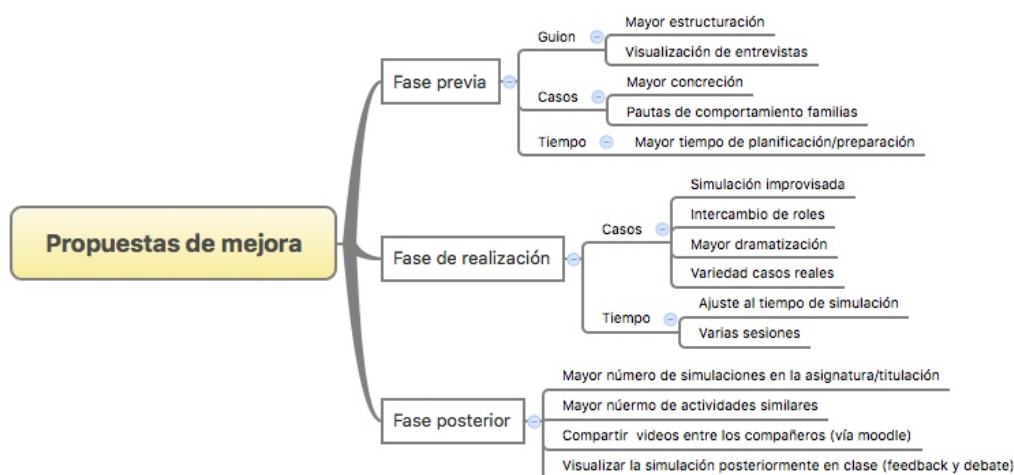 Propuestas de mejora
Fase previa
Guion
Mayor estructuración
Visualización de entrevistas
Casos
Mayor concreción
Pautas de comportamiento familias
Tiempo
Mayor tiempo de planificación/preparación
Fase de realización
Casos
Simulación improvisada
Intercambio de roles
Mayor dramatización
Variedad casos reales
Tiempo
Ajuste al tiempo de simulación
Varias sesiones
Fase posterior
Mayor número de simulaciones en la asignatura/titulación
Mayor núermo de actividades similares
Compartir videos entre los compañeros (vía moodle)
Visualizar la simulación posteriormente en clase (feedback y debate)